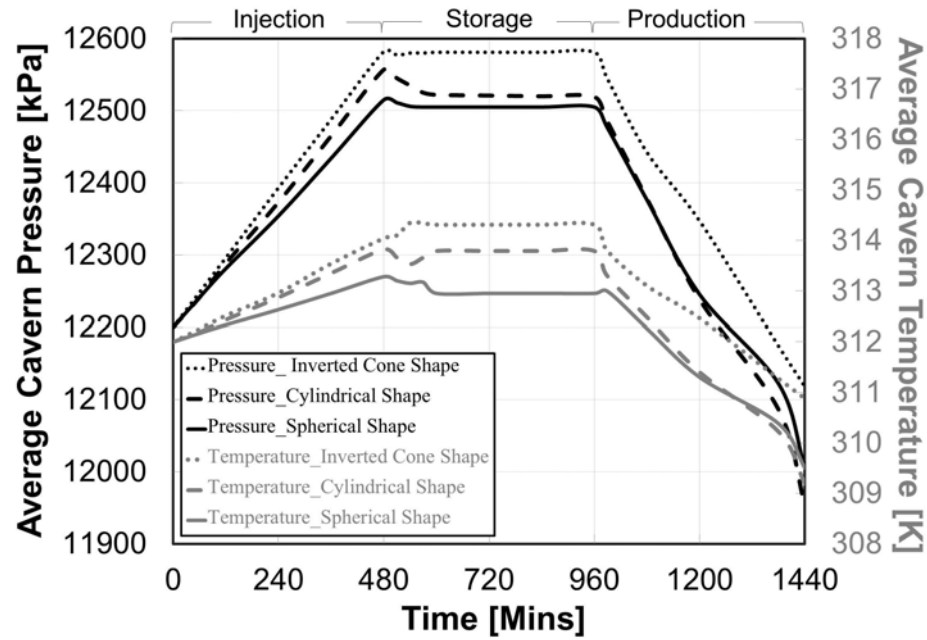 Injection Storage Production
Average Cavern Pressure [kPa]
12600
12500
12400
12300
12200
12100
12000
11900
Pressure_ Inverted Cone Shape
Pressure_Cylindrical Shape
Pressure_Spherical Shape
Temperature_Inverted Cone Shape
Temperature_Cylindrical Shape
Temperature_Spherical Shape
318
317
316
315
314
313
312
311
310
309
308
Average Cavern Temperature [K]
0 240 480 720 960 1200 1440
Time [Mins]